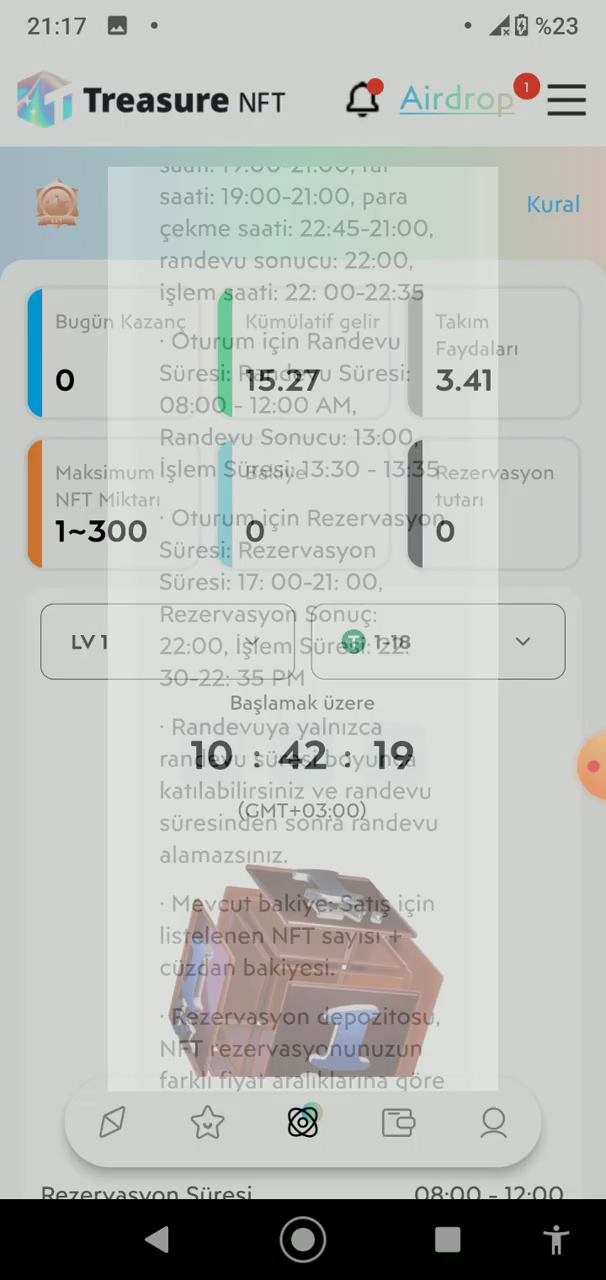 21:17
%23
Treasure NFT
Airdrop
1
Kural
saati: 19:00-21:00, para
çekme saati: 22:45-21:00,
randevu sonucu: 22:00,
işlem saati: 22: 00-22:35
Bugün Kazanç
0
Kümülatif gelir
15.27
Takım
Faydaları
3.41
· Oturum için Randevu
Süresi: Randevu Süresi:
08:00 - 12:00 AM,
Randevu Sonucu: 13:00,
İşlem Süresi: 13:30 - 13:35
Maksimum
NFT Miktarı
1~300
Bakiye
0
Rezervasyon
tutarı
0
· Oturum için Rezervasyon
Süresi: Rezervasyon
Süresi: 17: 00-21: 00,
Rezervasyon Sonuç:
22:00, İşlem Süresi: 22:
30-22: 35 PM
LV 1
1-18
Başlamak üzere
10 : 42 : 19
(GMT+03:00)
· Randevuya yalnızca
randevu süresi boyunca
katılabilirsiniz ve randevu
süresinden sonra randevu
alamazsınız.
· Mevcut bakiye: Satış için
listelenen NFT sayısı +
cüzdan bakiyesi.
· Rezervasyon depozitosu,
NFT rezervasyonunuzun
farklı fiyat aralıklarına göre
Rezervasyon Süresi
08:00 - 12:00